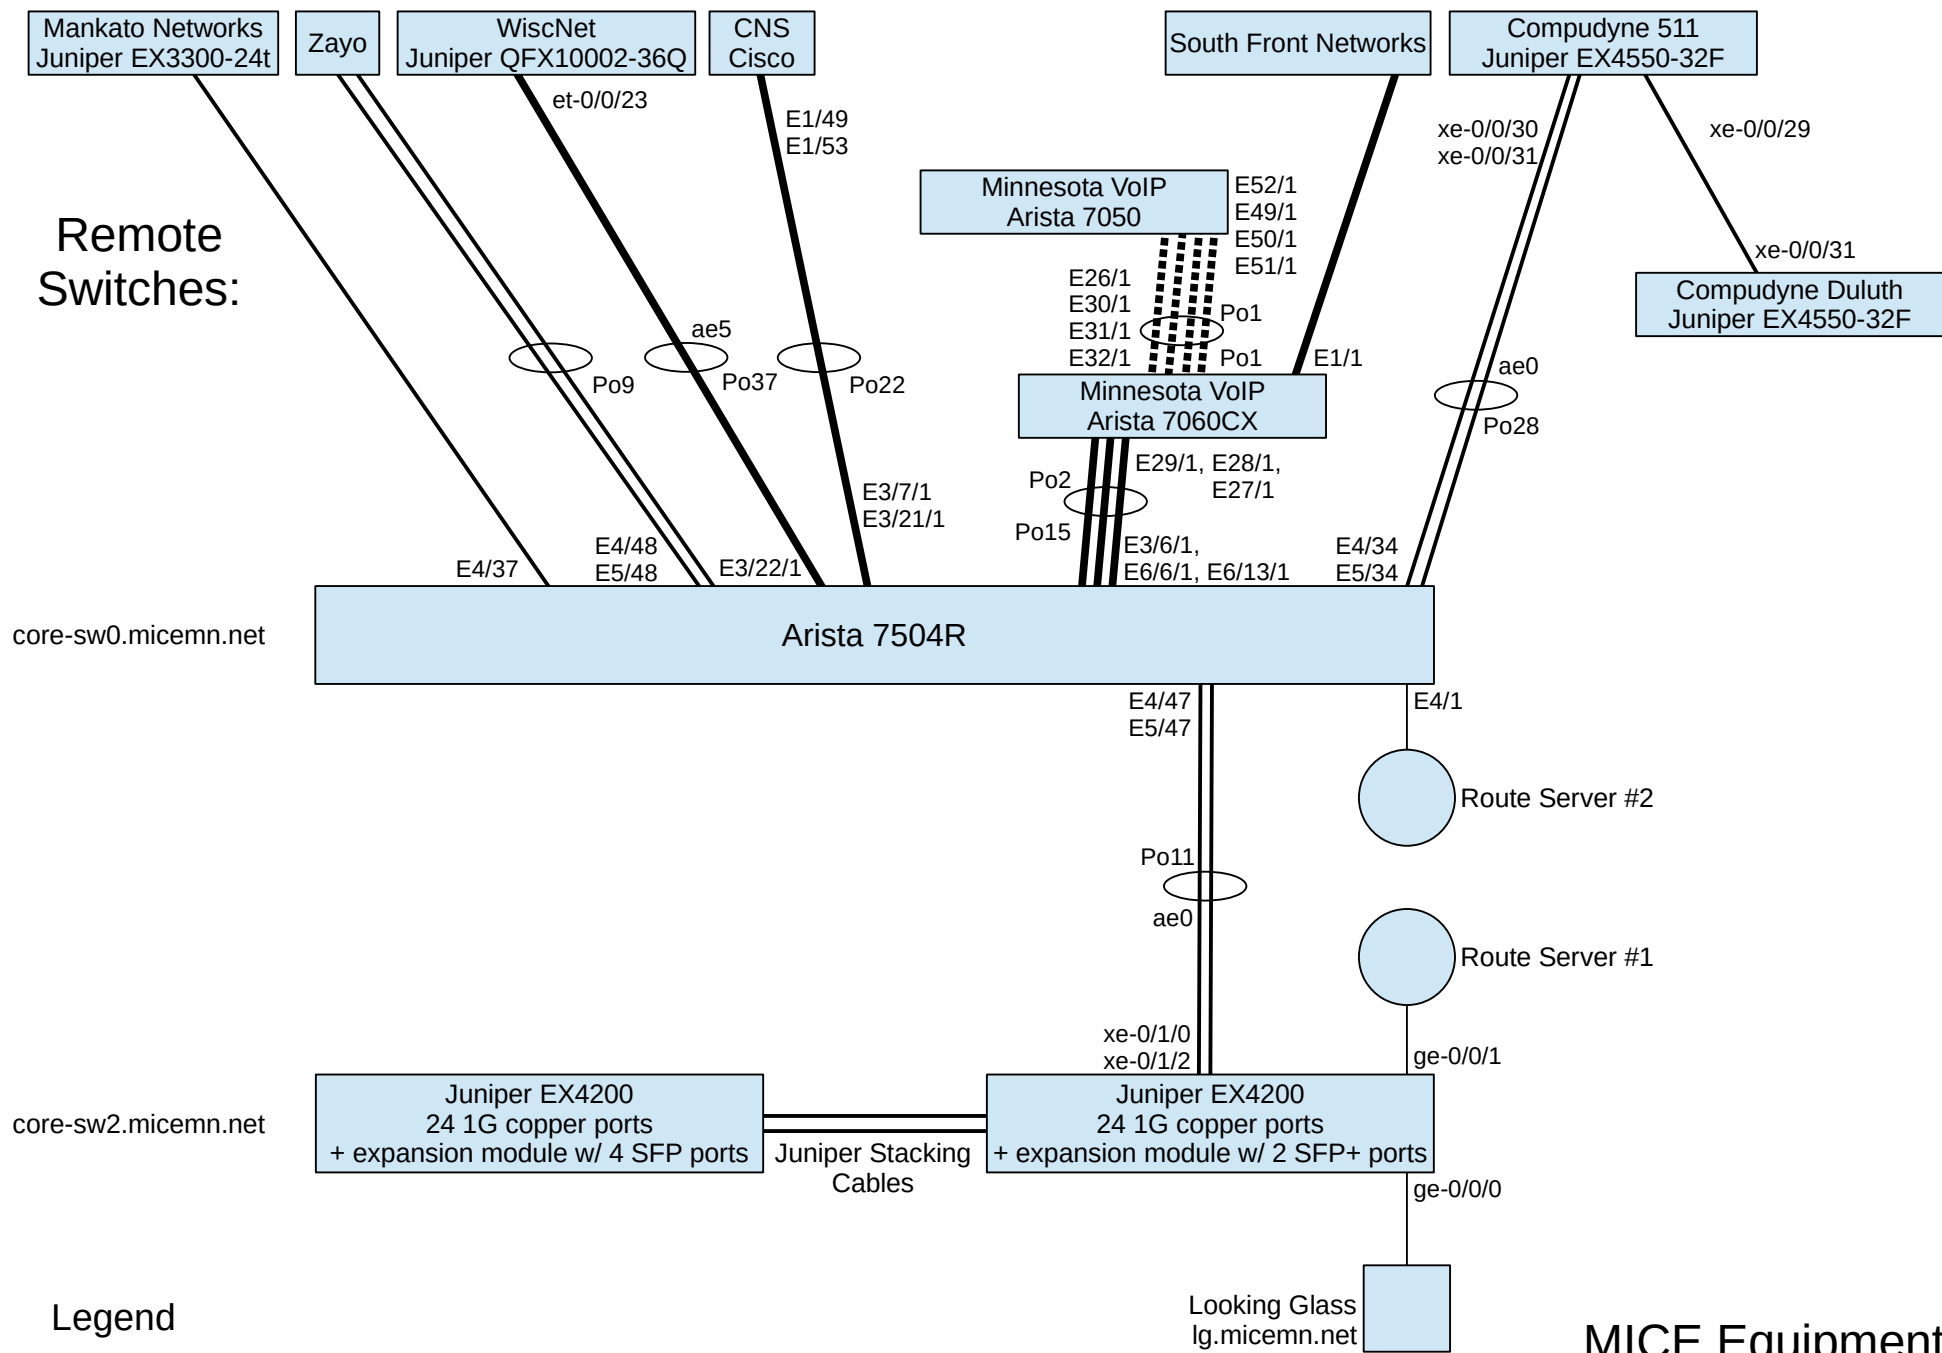 Mankato Networks
Juniper EX3300-24t
Zayo
WiscNet
Juniper QFX10002-36Q
CNS
Cisco
South Front Networks
Compudyne 511
Juniper EX4550-32F
et-0/0/23
E1/49
E1/53
xe-0/0/30
xe-0/0/31
xe-0/0/29
Minnesota VoIP
Arista 7050
E52/1
E49/1
E50/1
E51/1
Remote
Switches:
xe-0/0/31
Compudyne Duluth
Juniper EX4550-32F
E26/1
E30/1
E31/1
E32/1
Po1
Po1
E1/1
ae5
Po9
Po37
Po22
ae0
Po28
Minnesota VoIP
Arista 7060CX
E29/1, E28/1,
E27/1
Po2
Po15
E3/7/1
E3/21/1
E4/37
E4/48
E5/48
E3/22/1
E3/6/1,
E6/6/1, E6/13/1
E4/34
E5/34
core-sw0.micemn.net
Arista 7504R
E4/47
E5/47
E4/1
Route Server #2
Po11
ae0
Route Server #1
xe-0/1/0
xe-0/1/2
ge-0/0/1
core-sw2.micemn.net
Juniper EX4200
24 1G copper ports
+ expansion module w/ 4 SFP ports
Juniper Stacking
Cables
Juniper EX4200
24 1G copper ports
+ expansion module w/ 2 SFP+ ports
ge-0/0/0
Looking Glass
lg.micemn.net
Legend
MICE Equipment